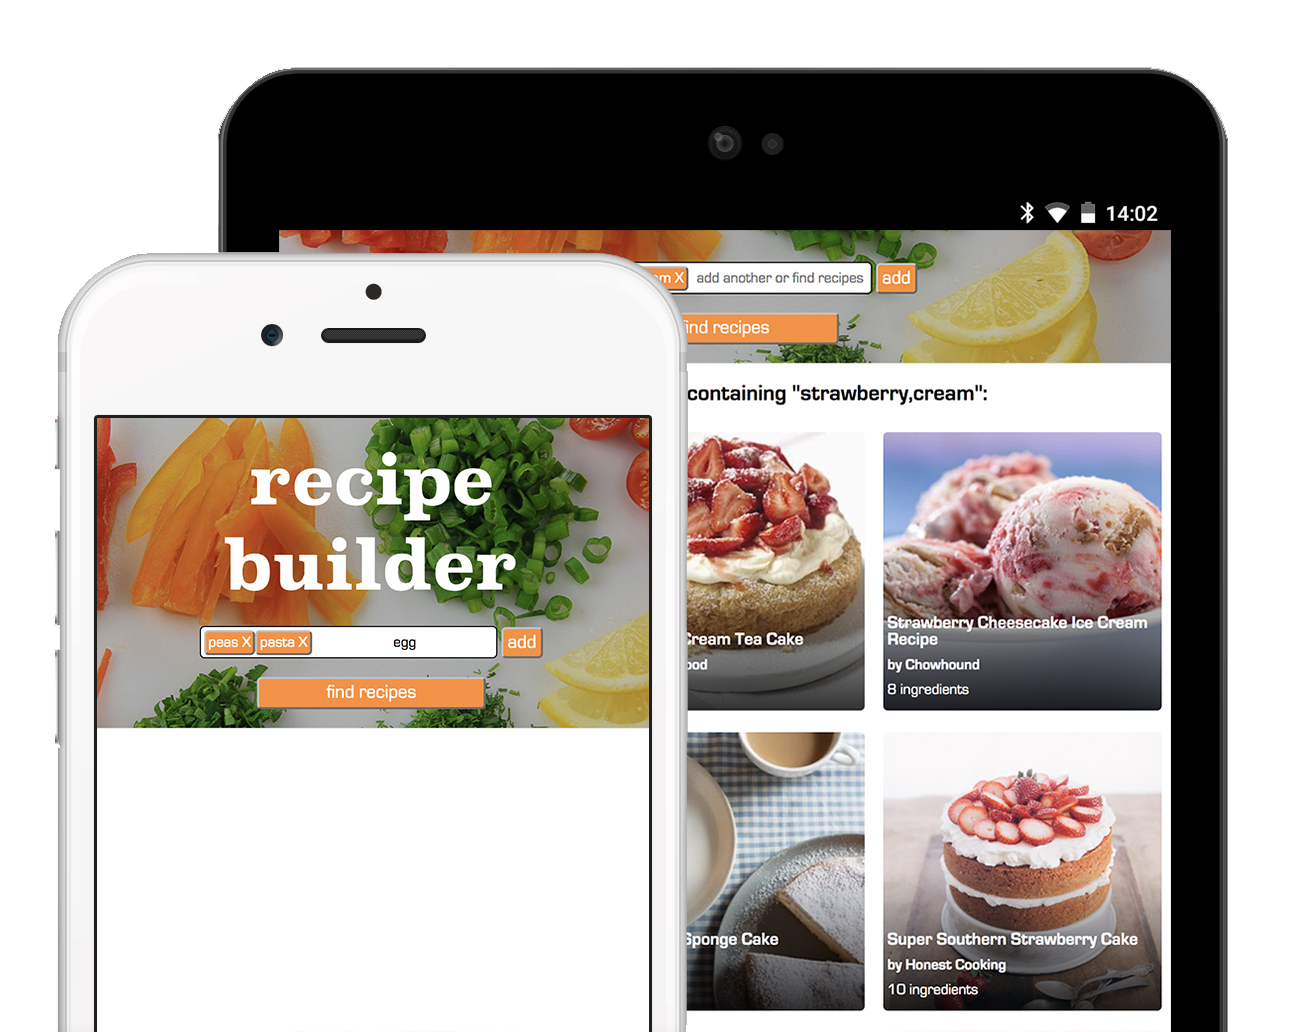 14:02
m X add another or find recipes add
find recipes
containing "strawberry,cream":
Cream Tea Cake
Strawberry Cheesecake Ice Cream
Recipe
by Chowhound
8 ingredients
Sponge Cake
Super Southern Strawberry Cake
by Honest Cooking
10 ingredients
recipe
builder
peas X pasta X egg add
find recipes